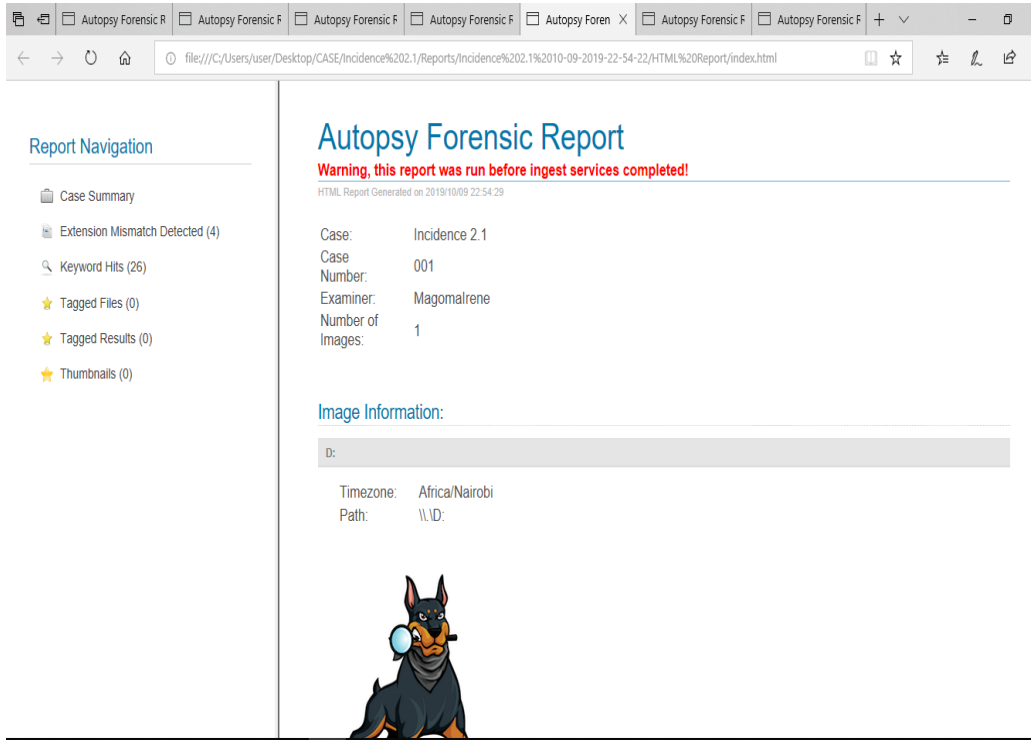 Autopsy Forensic R
Autopsy Forensic F
Autopsy Forensic F
Autopsy Forensic F
Autopsy Foren
Autopsy Forensic F
Autopsy Forensic F
file:///C:/Users/user/Desktop/CASE/Incidence%202.1/Reports/Incidence%202.1%2010-09-2019-22-54-22/HTML%20Report/index.html
Report Navigation
Case Summary
Extension Mismatch Detected (4)
Keyword Hits (26)
Tagged Files (0)
Tagged Results (0)
Thumbnails (0)
Autopsy Forensic Report
Warning, this report was run before ingest services completed!
HTML Report Generated on 2019/10/09 22:54:29
Case: Incidence 2.1
Case
Number: 001
Examiner: MagomaIrene
Number of
Images: 1
Image Information:
D:
Timezone: Africa/Nairobi
Path: \\.\D: